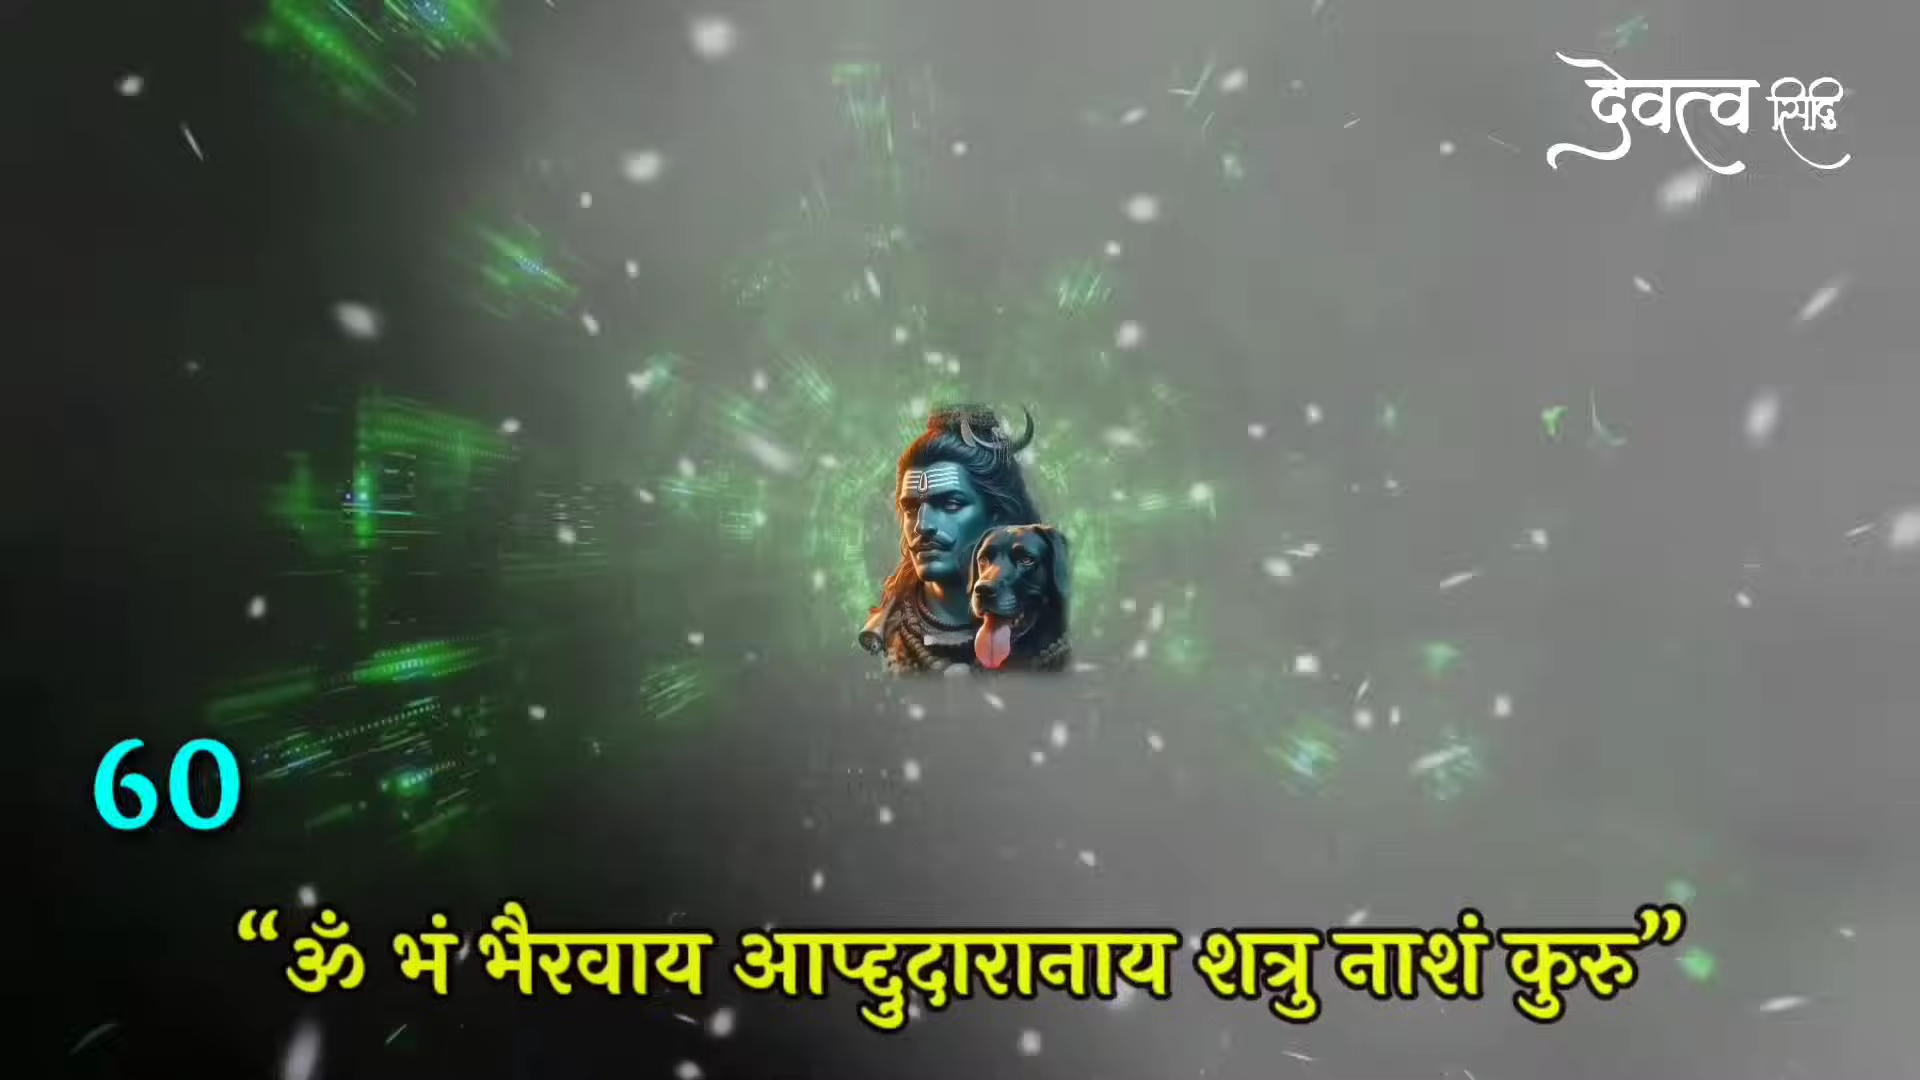 देवत्व सिद्धि
60
“ॐ भं भैरवाय आप्द्दुदारानाय शत्रु नाशं कुरु”